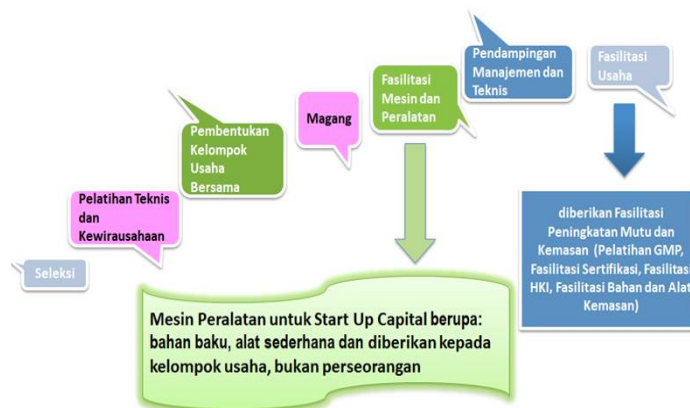 Seleksi
Pelatihan Teknis
dan
Kewirausahaan
Pembentukan
Kelompok
Usaha
Bersama
Magang
Fasilitasi
Mesin dan
Peralatan
Pendampingan
Manajemen dan
Teknis
Fasilitasi
Usaha
Mesin Peralatan untuk Start Up Capital berupa:
bahan baku, alat sederhana dan diberikan kepada
kelompok usaha, bukan perseorangan
diberikan Fasilitasi
Peningkatan Mutu dan
Kemasan (Pelatihan GMP,
Fasilitasi Sertifikasi, Fasilitasi
HKI, Fasilitasi Bahan dan Alat
Kemasan)